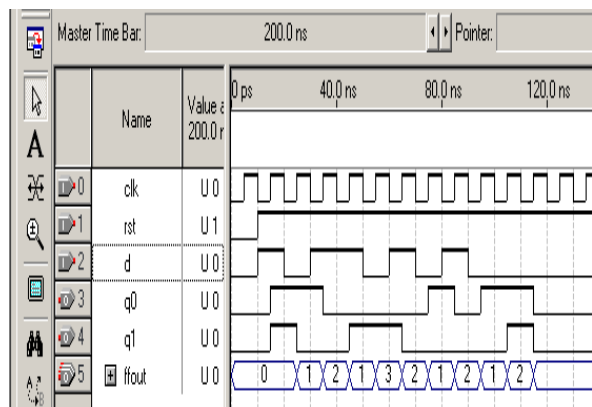 Master Time Bar: 200.0 ns Pointer:
Name Value a 200.0 r 0 ps 40.0 ns 80.0 ns 120.0 ns
0 clk U 0
1 rst U 1
2 d U 0
3 q0 U 0
4 q1 U 0
5 ffout U 0 0 1 2 1 3 2 1 2 1 2